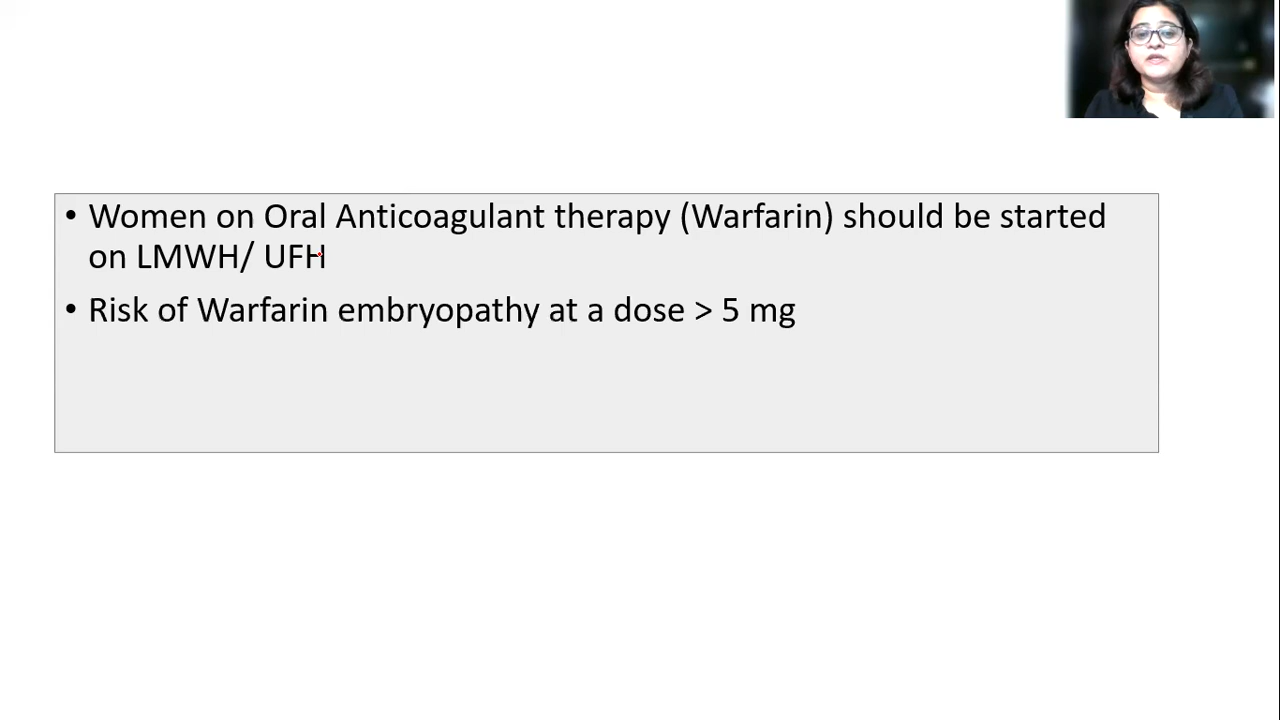 • Women on Oral Anticoagulant therapy (Warfarin) should be started
on LMWH/ UFH
• Risk of Warfarin embryopathy at a dose > 5 mg